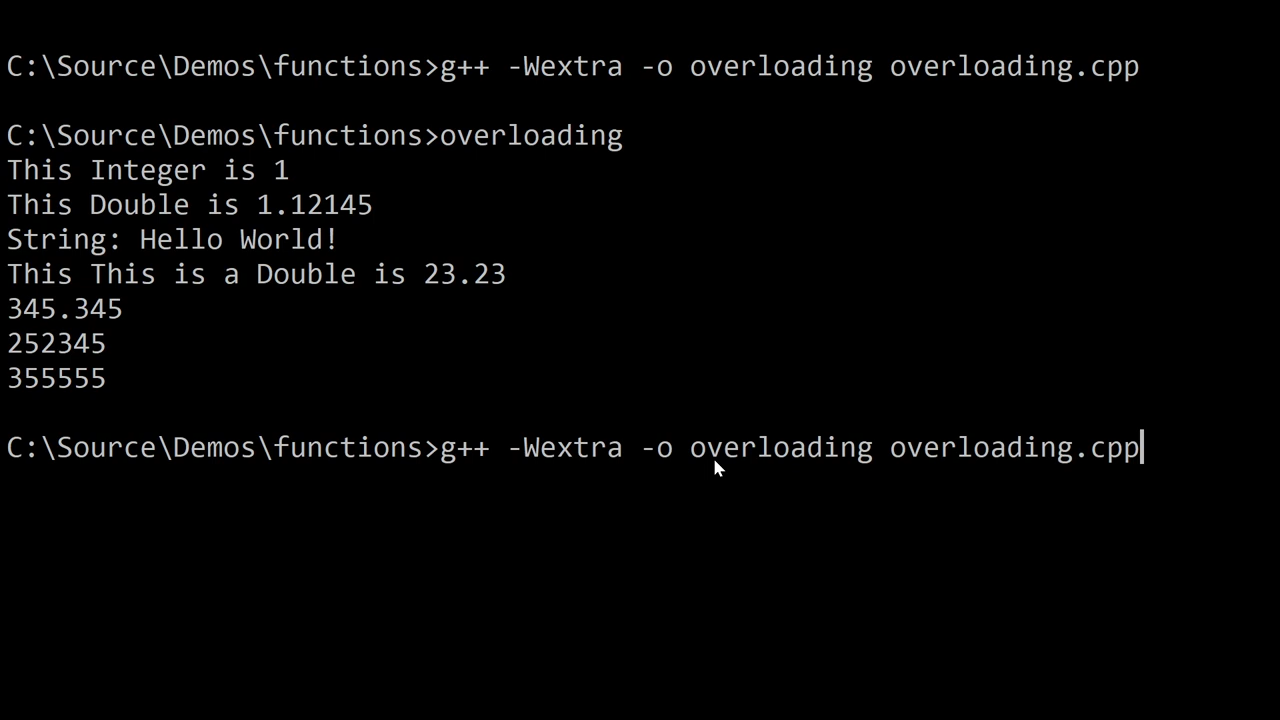 C:\Source\Demos\functions>g++ -Wextra -o overloading overloading.cpp
C:\Source\Demos\functions>overloading
This Integer is 1
This Double is 1.12145
String: Hello World!
This This is a Double is 23.23
345.345
252345
355555
C:\Source\Demos\functions>g++ -Wextra -o overloading overloading.cpp